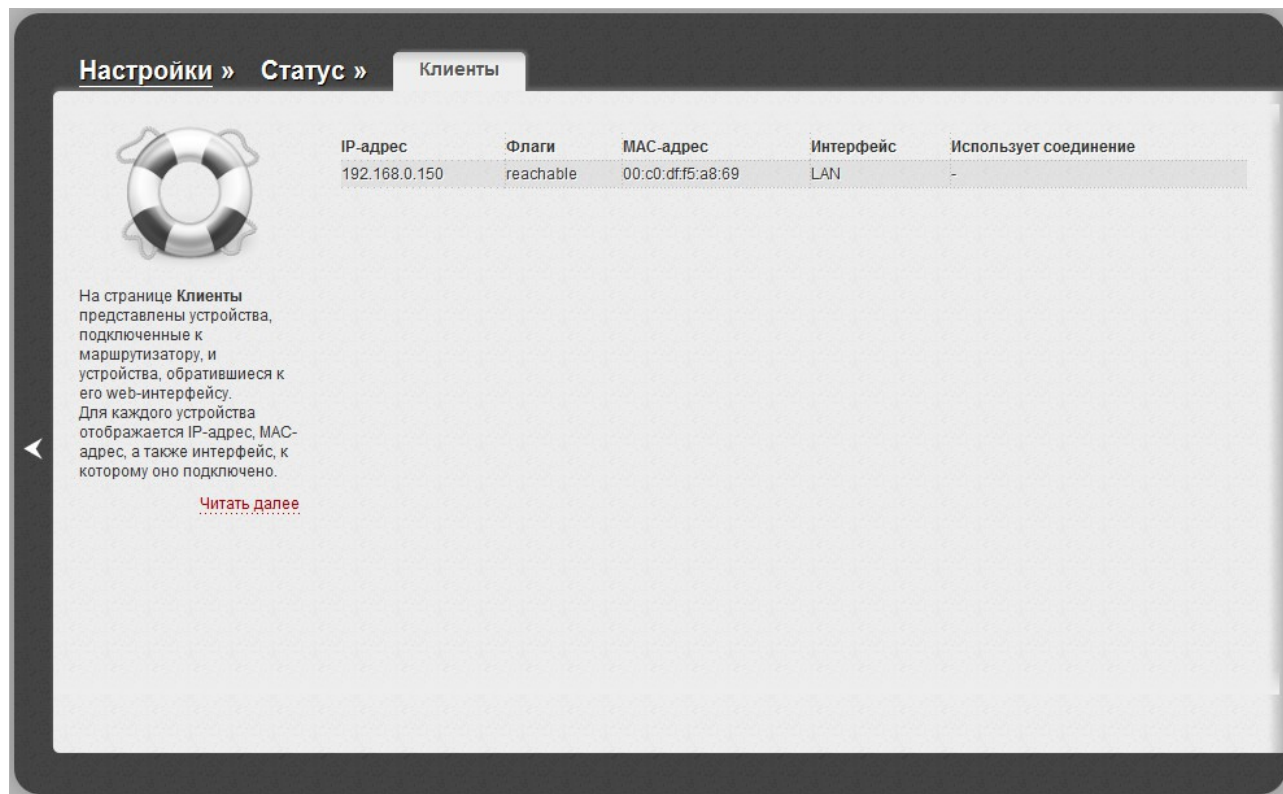 Настройки » Статус » Клиенты
IP-адрес Флаги MAC-адрес Интерфейс Использует соединение
192.168.0.150 reachable 00:c0:df:f5:a8:69 LAN -
На странице Клиенты
представлены устройства,
подключенные к
маршрутизатору, и
устройства, обратившиеся к
его web-интерфейсу.
Для каждого устройства
отображается IP-адрес, MAC-
адрес, а также интерфейс, к
которому оно подключено.
Читать далее